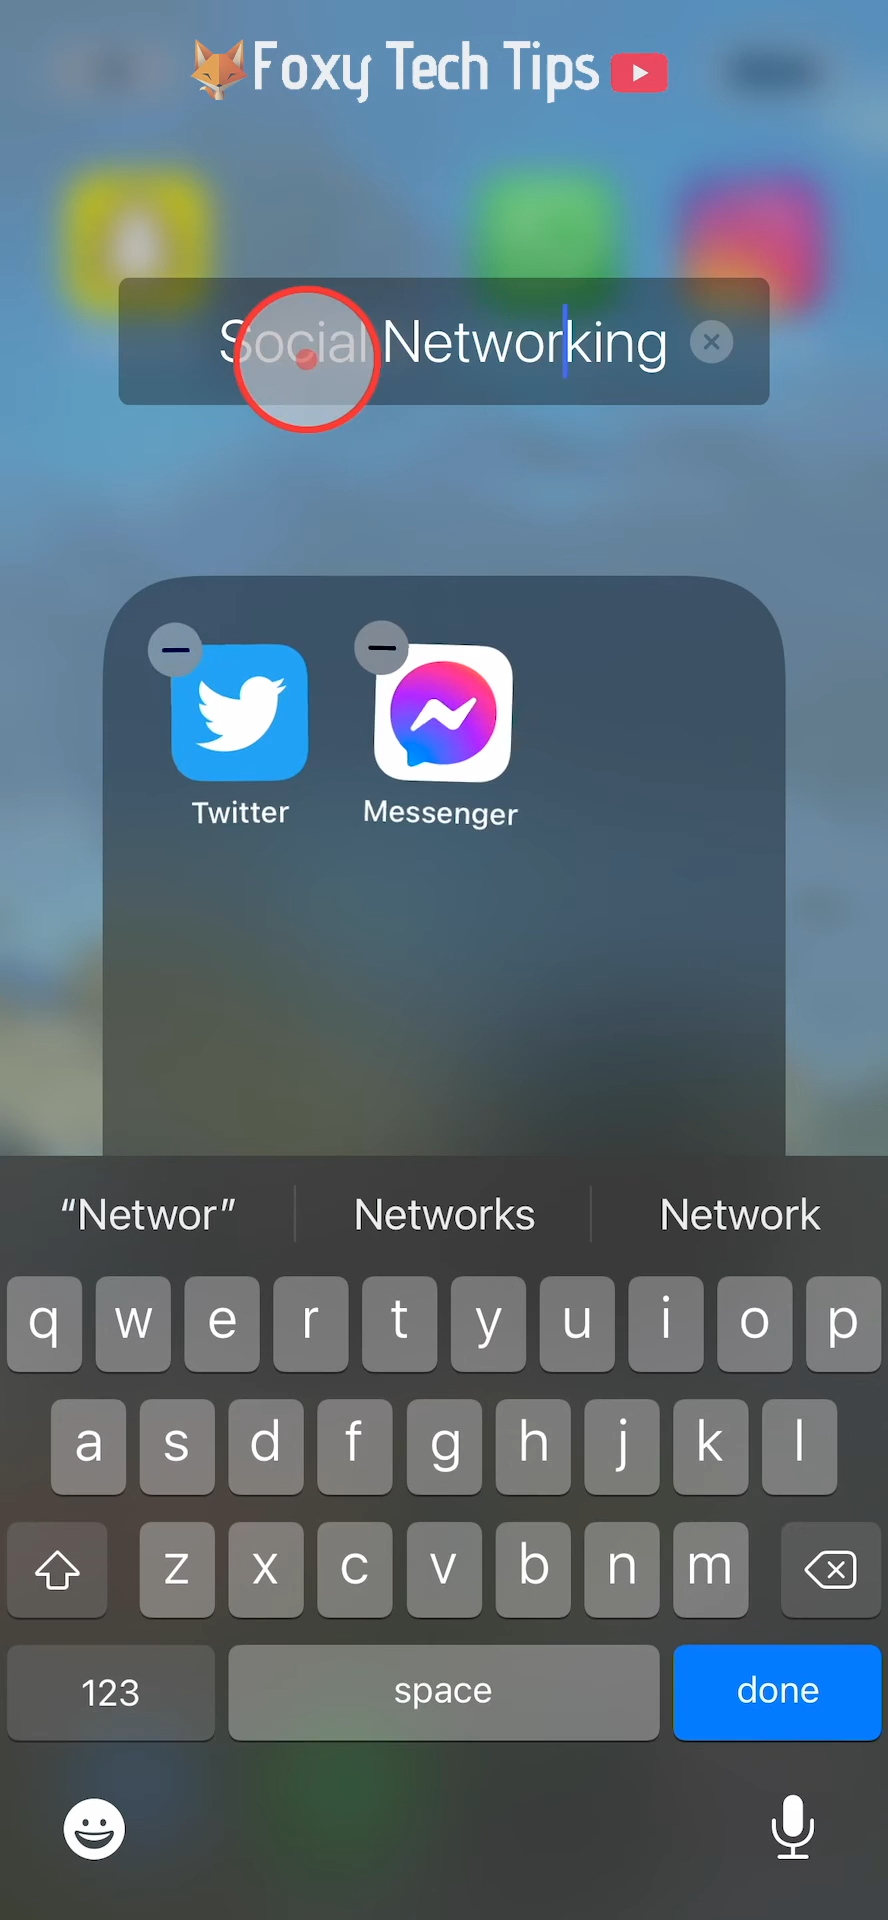 Foxy Tech Tips
Social Networking
Twitter
Messenger
“Networ”
Networks
Network
q w e r t y u i o p
a s d f g h j k l
z x c v b n m
123
space
done